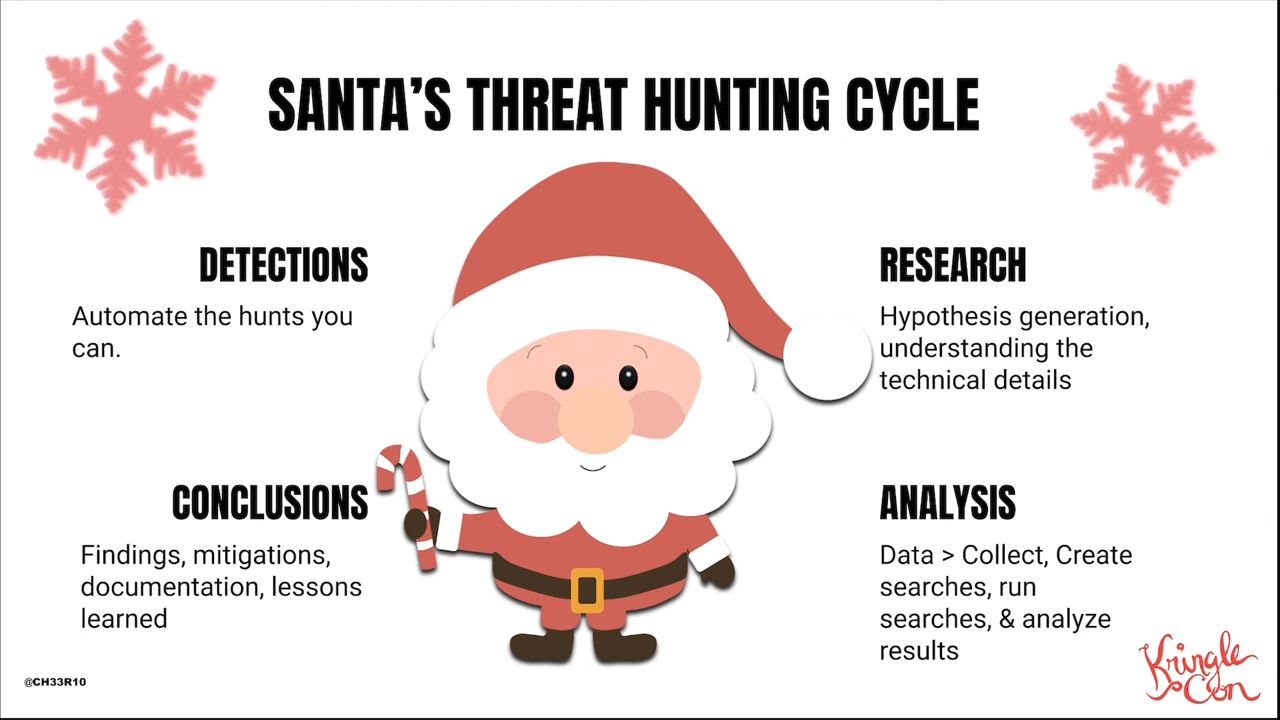 SANTA'S THREAT HUNTING CYCLE
DETECTIONS
Automate the hunts you
can.
RESEARCH
Hypothesis generation,
understanding the
technical details
CONCLUSIONS
Findings, mitigations,
documentation, lessons
learned
ANALYSIS
Data > Collect, Create
searches, run
searches, & analyze
results
@CH33R10
Kringle
Con